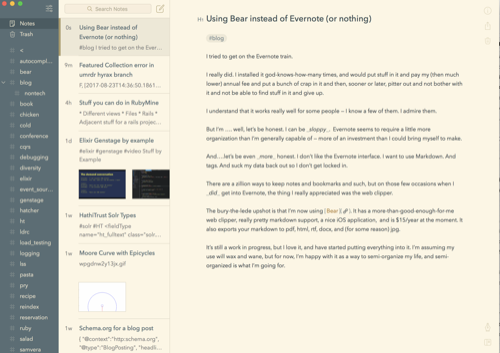 Notes
Trash
<
autocompl...
bear
blog
nontech
book
chicken
cold
conference
cqrs
debugging
diversity
elixir
event_sour...
genstage
hatcher
ht
ldnr
load_testing
logging
lss
pasta
pry
recipe
reindex
reservation
ruby
salad
samvera
Search Notes
0s Using Bear instead of
Evernote (or nothing)
#blog I tried to get on the Ever...
9m Featured Collection error in
umrdr hyrax branch
F, [2017-08-23T14:36:50.1861...
4h Stuff you can do in RubyMine
* Different views * Files * Rails *
Adjacent stuff for a rails projec...
1d Elixir Genstage Stuff by
Example
#elixir #genstage #video Stuff by
Example
1w HathiTrust Solr Types
#solr #HT <fieldType
name="ht_fulltext" class="solr...
1w Moore Curve with Epicycles
wpgdnw2y13jx.gif
1w Schema.org for a blog post
{ "@context":"http:schema.org",
"@type":"BlogPosting", "headli...
H1 Using Bear instead of Evernote (or nothing)
#blog
I tried to get on the Evernote train.
I really did. I installed it god-knows-how-many times, and would put stuff in it and pay my (then much
lower) annual fee and put a bunch of crap in it and then, sooner or later, pitter out and not bother with
it and not be able to find stuff in it and give up.
I understand that it works really well for some people – I know a few of them. I admire them.
But I'm .... well, let's be honest. I can be _sloppy_. Evernote seems to require a little more
organization than I'm generally capable of – more of an investment than I could bring myself to make.
And....let's be even _more_ honest. I don't like the Evernote interface. I want to use Markdown. And
tags. And suck my data back out so I don't get locked in.
There are a zillion ways to keep notes and bookmarks and such, but on those few occasions when I
_did_ get into Evernote, the thing I really appreciated was the web clipper.
The bury-the-lede upshot is that I'm now using [Bear]( ). It has a more-than-good-enough-for-me
web clipper, really pretty markdown support, a nice iOS application, and is $15/year at the moment. It
also exports your markdown to pdf, html, rtf, docx, and (for some reason) jpg.
It's still a work in progress, but I love it, and have started putting everything into it. I'm assuming my
use will wax and wane, but for now, I'm happy with it as a way to semi-organize my life, and semi-
organized is what I'm going for.